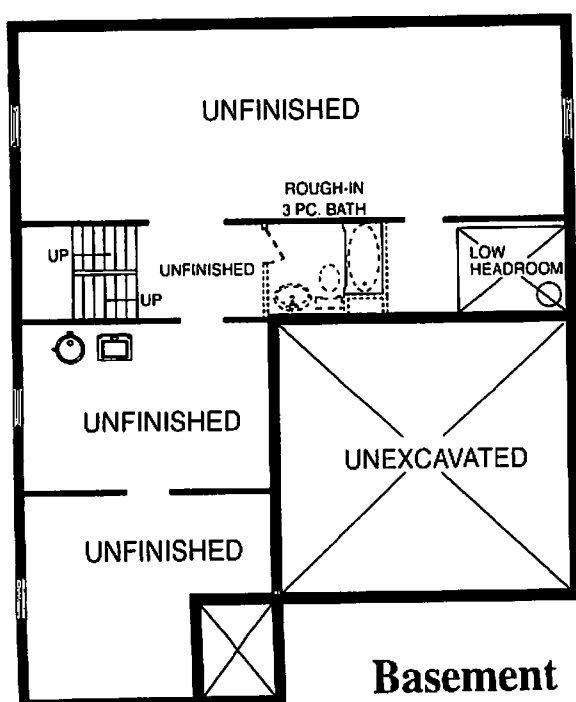 UNFINISHED
ROUGH-IN
3 PC. BATH
UP
UNFINISHED
LOW
HEADROOM
UP
UNFINISHED
UNEXCAVATED
UNFINISHED
Basement